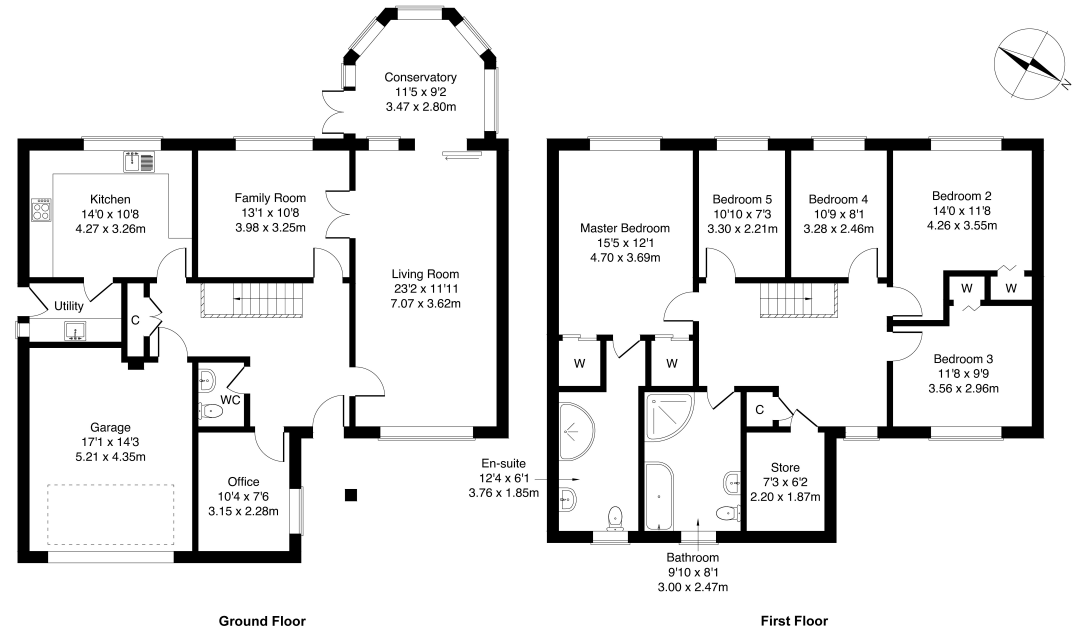 Conservatory
11'5 x 9'2
3.47 x 2.80m
N
Kitchen
14'0 x 10'8
4.27 x 3.26m
Family Room
13'1 x 10'8
3.98 x 3.25m
Living Room
23'2 x 11'11
7.07 x 3.62m
Utility
C
WC
Garage
17'1 x 14'3
5.21 x 4.35m
Office
10'4 x 7'6
3.15 x 2.28m
Ground Floor
Master Bedroom
15'5 x 12'1
4.70 x 3.69m
Bedroom 5
10'10 x 7'3
3.30 x 2.21m
Bedroom 4
10'9 x 8'1
3.28 x 2.46m
Bedroom 2
14'0 x 11'8
4.26 x 3.55m
W
W
Bedroom 3
11'8 x 9'9
3.56 x 2.96m
W
W
C
En-suite
12'4 x 6'1
3.76 x 1.85m
Store
7'3 x 6'2
2.20 x 1.87m
Bathroom
9'10 x 8'1
3.00 x 2.47m
First Floor